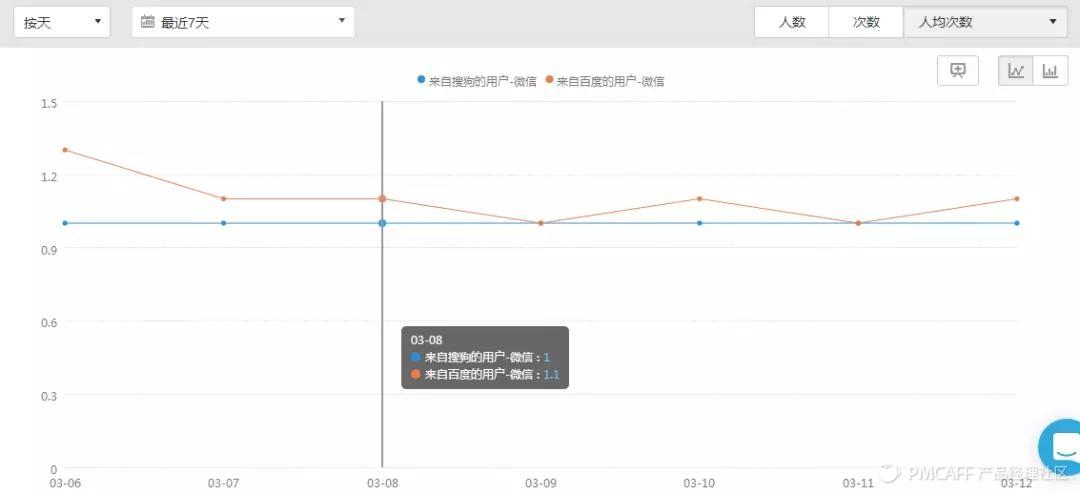 按天 最近7天 人数 次数 人均次数
来自搜狗的用户-微信 来自百度的用户-微信
1.5
1.2
0.9
0.6
0.3
0
03-08
来自搜狗的用户-微信 : 1
来自百度的用户-微信 : 1.1
PMCAFF 产品经理社区
03-06 03-07 03-08 03-09 03-10 03-11 03-12